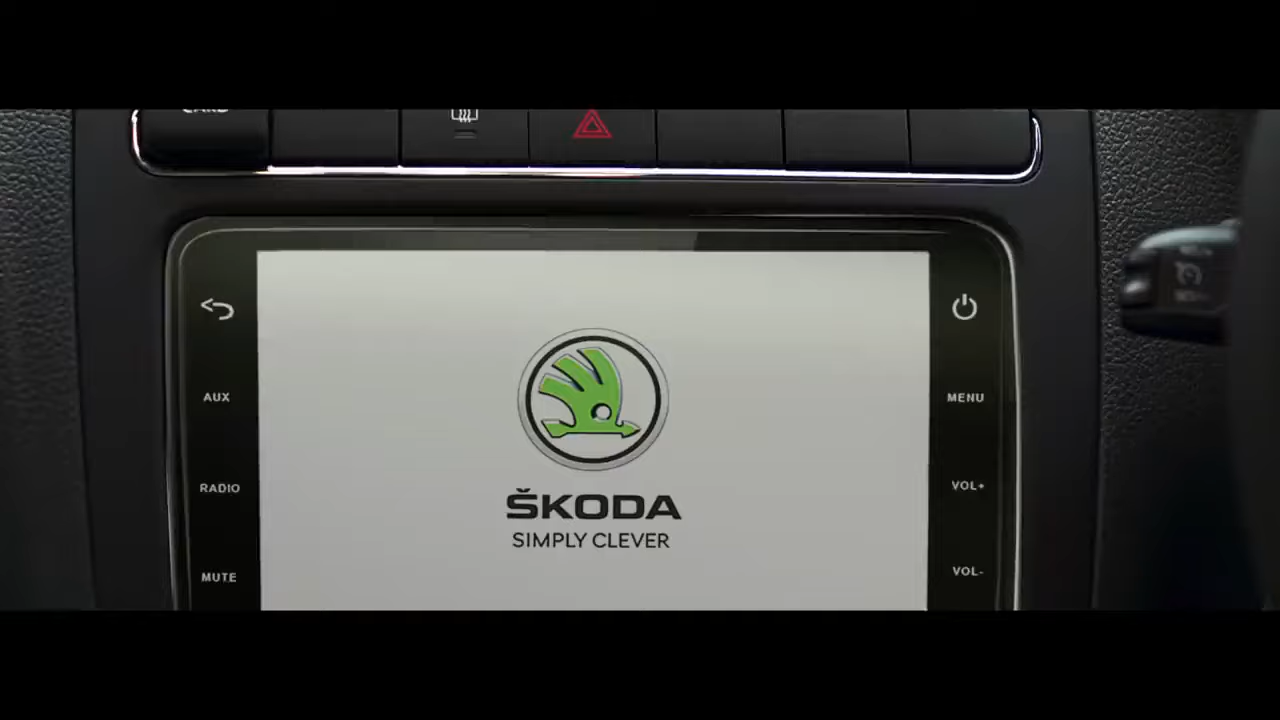 AUX
RADIO
MUTE
ŠKODA
SIMPLY CLEVER
MENU
VOL+
VOL-